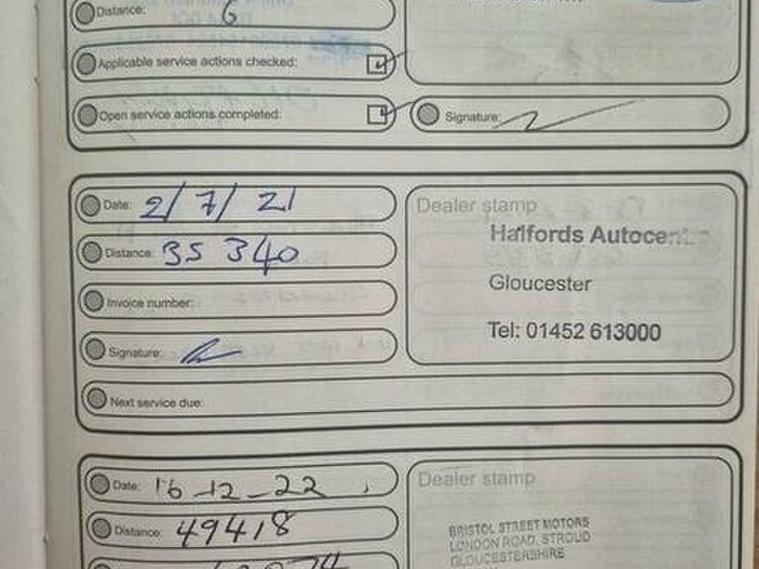 Distance: 6
Applicable service actions checked:
Open service actions completed:
Signature:
Date: 2/7/21
Dealer stamp
Halfords Autocentre
Distance: 35 340
Gloucester
Invoice number:
Tel: 01452 613000
Signature:
Next service due:
Date: 16-12-22
Dealer stamp
Distance: 49418
BRISTOL STREET MOTORS
LONDON ROAD, STROUD
GLOUCESTERSHIRE